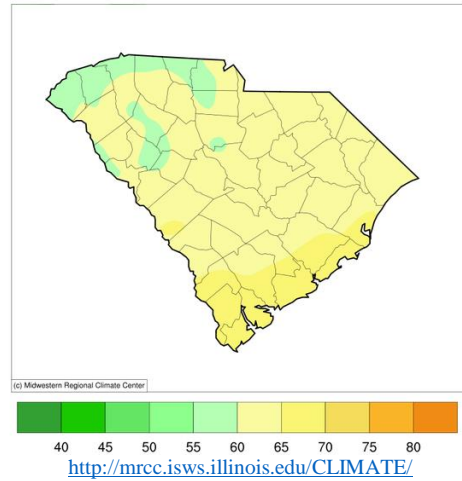 (c) Midwestern Regional Climate Center
40 45 50 55 60 65 70 75 80
http://mrcc.isws.illinois.edu/CLIMATE/